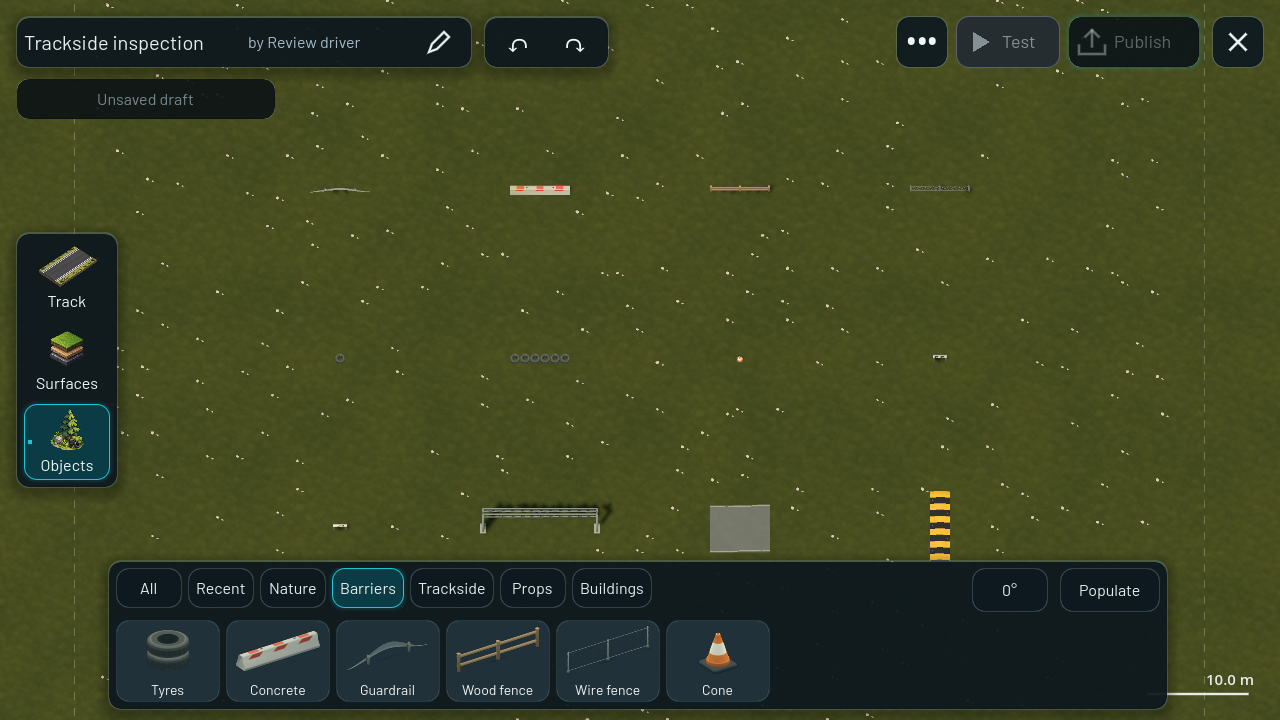 Trackside inspection by Review driver
Test
Publish
Unsaved draft
Track
Surfaces
Objects
All
Recent
Nature
Barriers
Trackside
Props
Buildings
0°
Populate
Tyres
Concrete
Guardrail
Wood fence
Wire fence
Cone
10.0 m